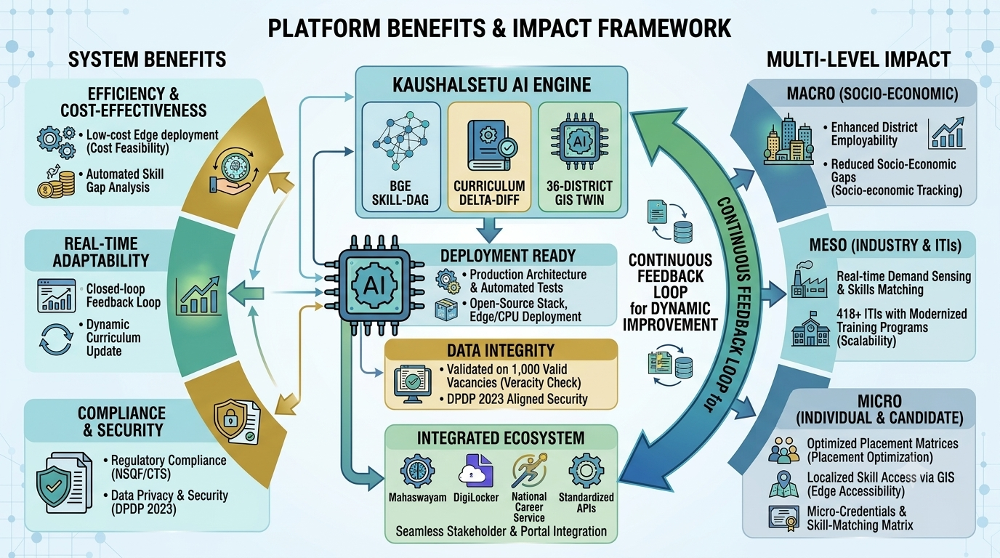 PLATFORM BENEFITS & IMPACT FRAMEWORK
SYSTEM BENEFITS
EFFICIENCY &
COST-EFFECTIVENESS
• Low-cost Edge deployment
(Cost Feasibility)
• Automated Skill
Gap Analysis
REAL-TIME
ADAPTABILITY
• Closed-loop
Feedback Loop
• Dynamic
Curriculum
Update
COMPLIANCE
& SECURITY
• Regulatory Compliance
(NSQF/CTS)
• Data Privacy & Security
(DPDP 2023)
KAUSHALSETU AI ENGINE
BGE
SKILL-DAG
CURRICULUM
DELTA-DIFF
AI
36-DISTRICT
GIS TWIN
AI
DEPLOYMENT READY
• Production Architecture
& Automated Tests
• Open-Source Stack,
Edge/CPU Deployment
DATA INTEGRITY
• Validated on 1,000 Valid
Vacancies (Veracity Check)
• DPDP 2023 Aligned Security
INTEGRATED ECOSYSTEM
Mahaswayam
DigiLocker
National
Career
Service
Standardized
APIs
Seamless Stakeholder & Portal Integration
CONTINUOUS
FEEDBACK
LOOP
for DYNAMIC
IMPROVEMENT
CONTINUOUS FEEDBACK LOOP for
MULTI-LEVEL IMPACT
MACRO (SOCIO-ECONOMIC)
• Enhanced District
Employability
• Reduced Socio-Economic
Gaps
(Socio-economic Tracking)
MESO (INDUSTRY & ITIs)
Real-time Demand Sensing
& Skills Matching
418+ ITIs with Modernized
Training Programs
(Scalability)
MICRO
(INDIVIDUAL & CANDIDATE)
Optimized Placement Matrices
(Placement Optimization)
Localized Skill Access via GIS
(Edge Accessibility)
Micro-Credentials &
Skill-Matching Matrix